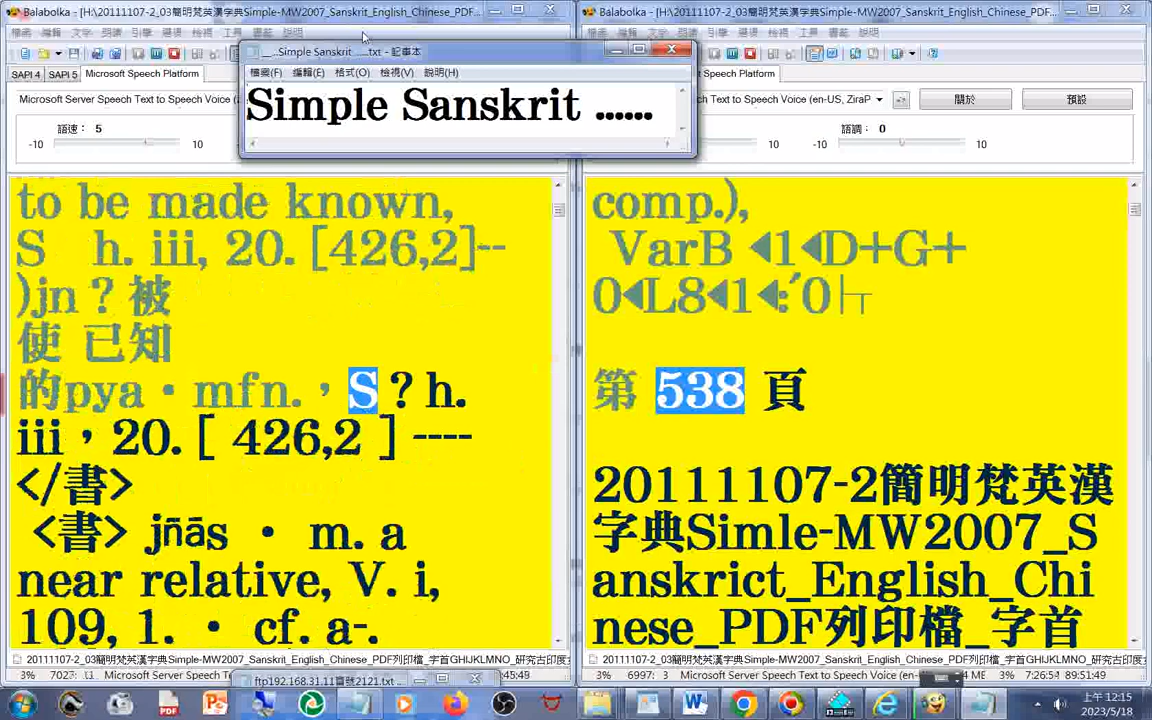 Balabolka - [H:\20111107-2_03簡明梵英漢字典Simple-MW2007_Sanskrit_English_Chinese_PDF...
Balabolka - [H:\20111107-2_03簡明梵英漢字典Simple-MW2007_Sanskrit_English_Chinese_PDF...
__...Simple Sanskrit ......txt - 記事本
檔案(F) 編輯(E) 格式(O) 檢視(V) 說明(H)
Simple Sanskrit ......
SAPI 4 SAPI 5 Microsoft Speech Platform
t Speech Platform
Microsoft Server Speech Text to Speech Voice (
ch Text to Speech Voice (en-US, ZiraP
關於
預設
語速: 5
-10 10
語調: 0
10 -10 10
to be made known,
S h. iii, 20. [426,2]--
)jn？被
使 已知
的pya·mfn.，S？h.
iii，20. [ 426,2 ] ----
</書>
<書> jñās · m. a
near relative, V. i,
109, 1. · cf. a-.
comp.),
VarB ◀1◀D+G+
第 538 頁
20111107-2簡明梵英漢
字典Simle-MW2007_S
anskrict_English_Chi
nese_PDF列印檔_字首
20111107-2_03簡明梵英漢字典Simple-MW2007_Sanskrit_English_Chinese_PDF列印檔_字首GHIJKLMNO_研究古印度
20111107-2_03簡明梵英漢字典Simple-MW2007_Sanskrit_English_Chinese_PDF列印檔_字首GHIJKLMNO_研究古印度
3% 7023: Microsoft Server Speech
:45:49
3% 6997: 3 Microsoft Server Speech Text to Speech Voice (en- 4 ME 7:26:54 89:51:49
上午 12:15
2023/5/18